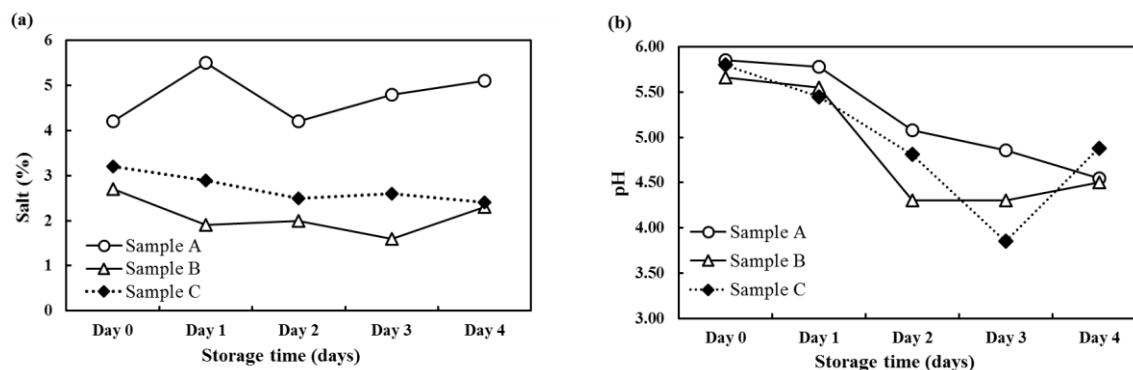 (a)
6
5
4
3
2
1
0
Salt (%)
Sample A
Sample B
Sample C
Day 0 Day 1 Day 2 Day 3 Day 4
Storage time (days)
(b)
6.00
5.50
5.00
4.50
4.00
3.50
3.00
pH
Sample A
Sample B
Sample C
Day 0 Day 1 Day 2 Day 3 Day 4
Storage time (days)